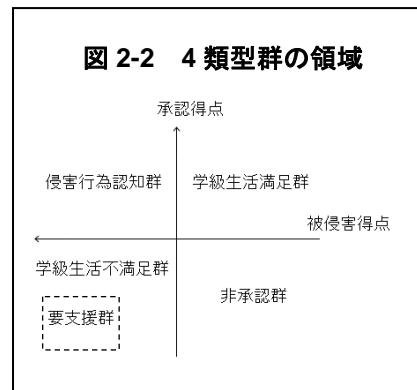 図 2-2　4 類型群の領域
承認得点
侵害行為認知群
学級生活満足群
被侵害得点
学級生活不満足群
非承認群
要支援群